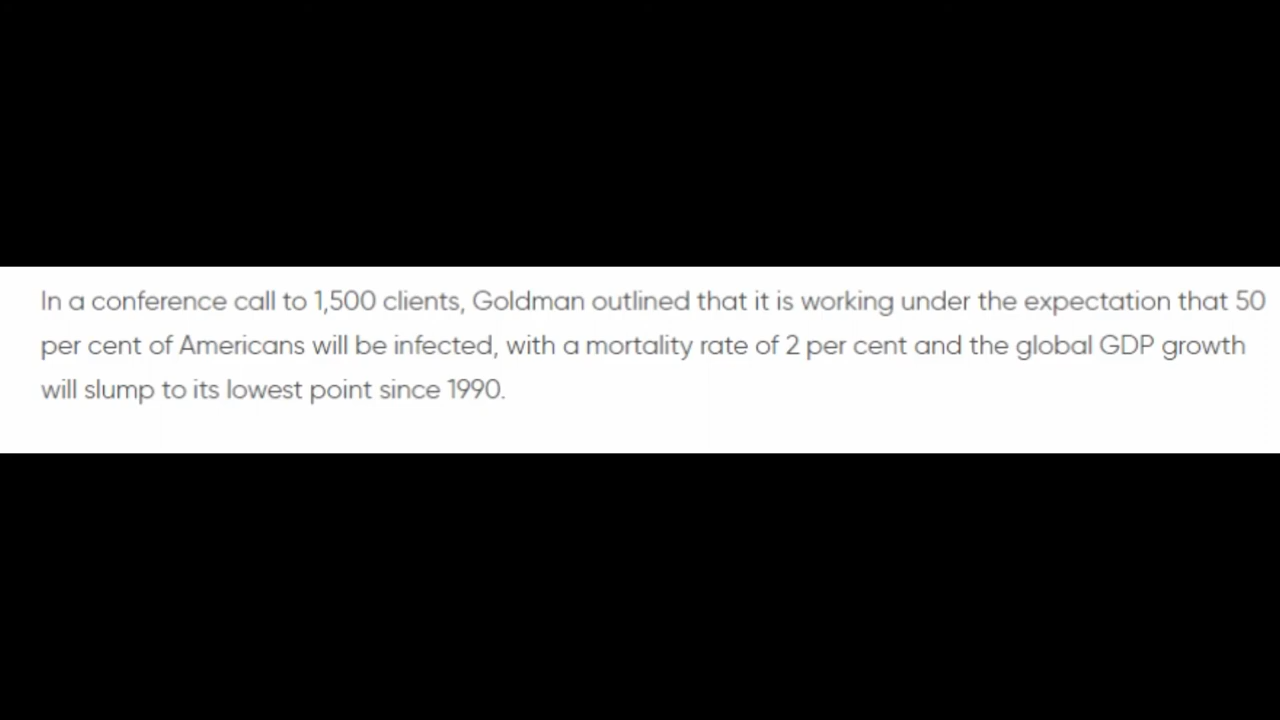 In a conference call to 1,500 clients, Goldman outlined that it is working under the expectation that 50
per cent of Americans will be infected, with a mortality rate of 2 per cent and the global GDP growth
will slump to its lowest point since 1990.